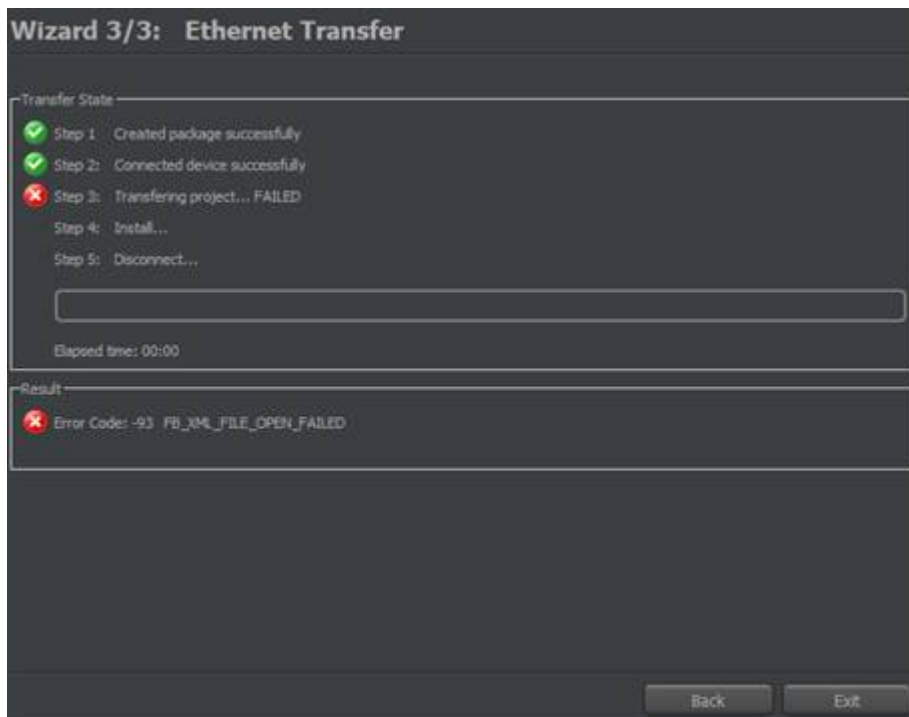 Wizard 3/3: Ethernet Transfer
Transfer State
Step 1 Created package successfully
Step 2: Connected device successfully
Step 3: Transfering project... FAILED
Step 4: Install...
Step 5: Disconnect...
Elapsed time: 00:00
Result
Error Code: -93 FB_XML_FILE_OPEN_FAILED
Back Exit